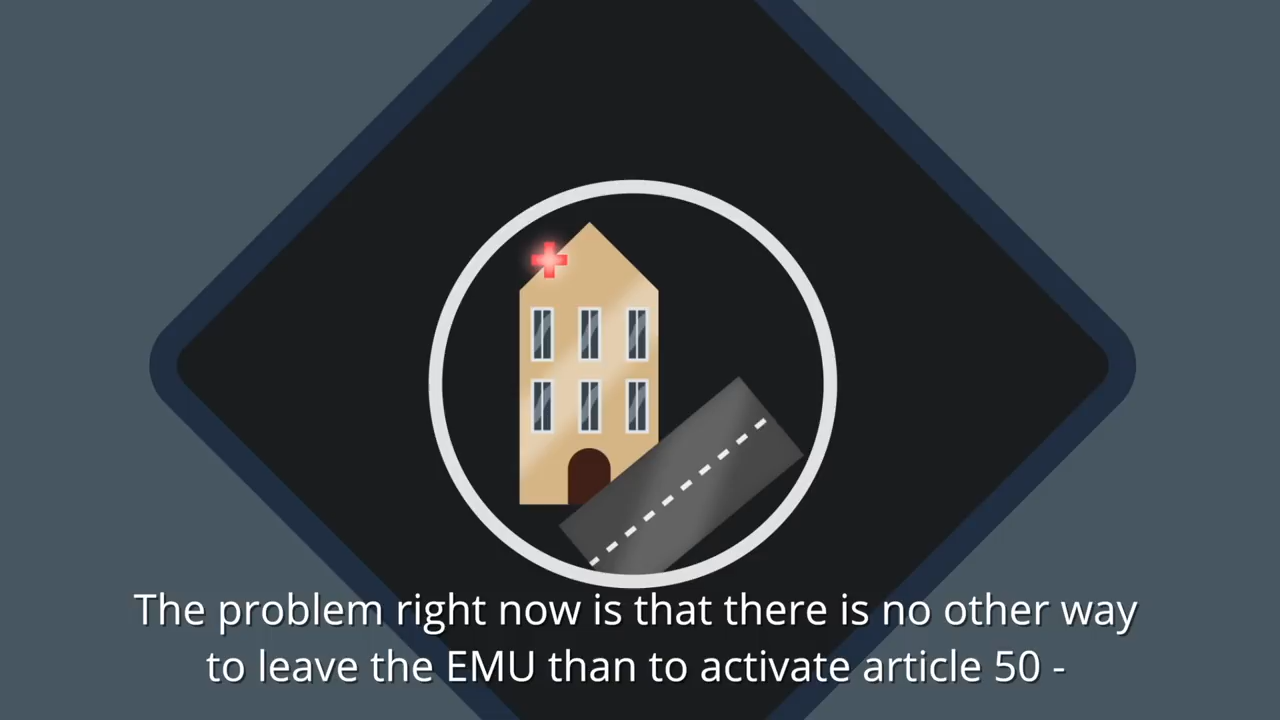 The problem right now is that there is no other way
to leave the EMU than to activate article 50 -